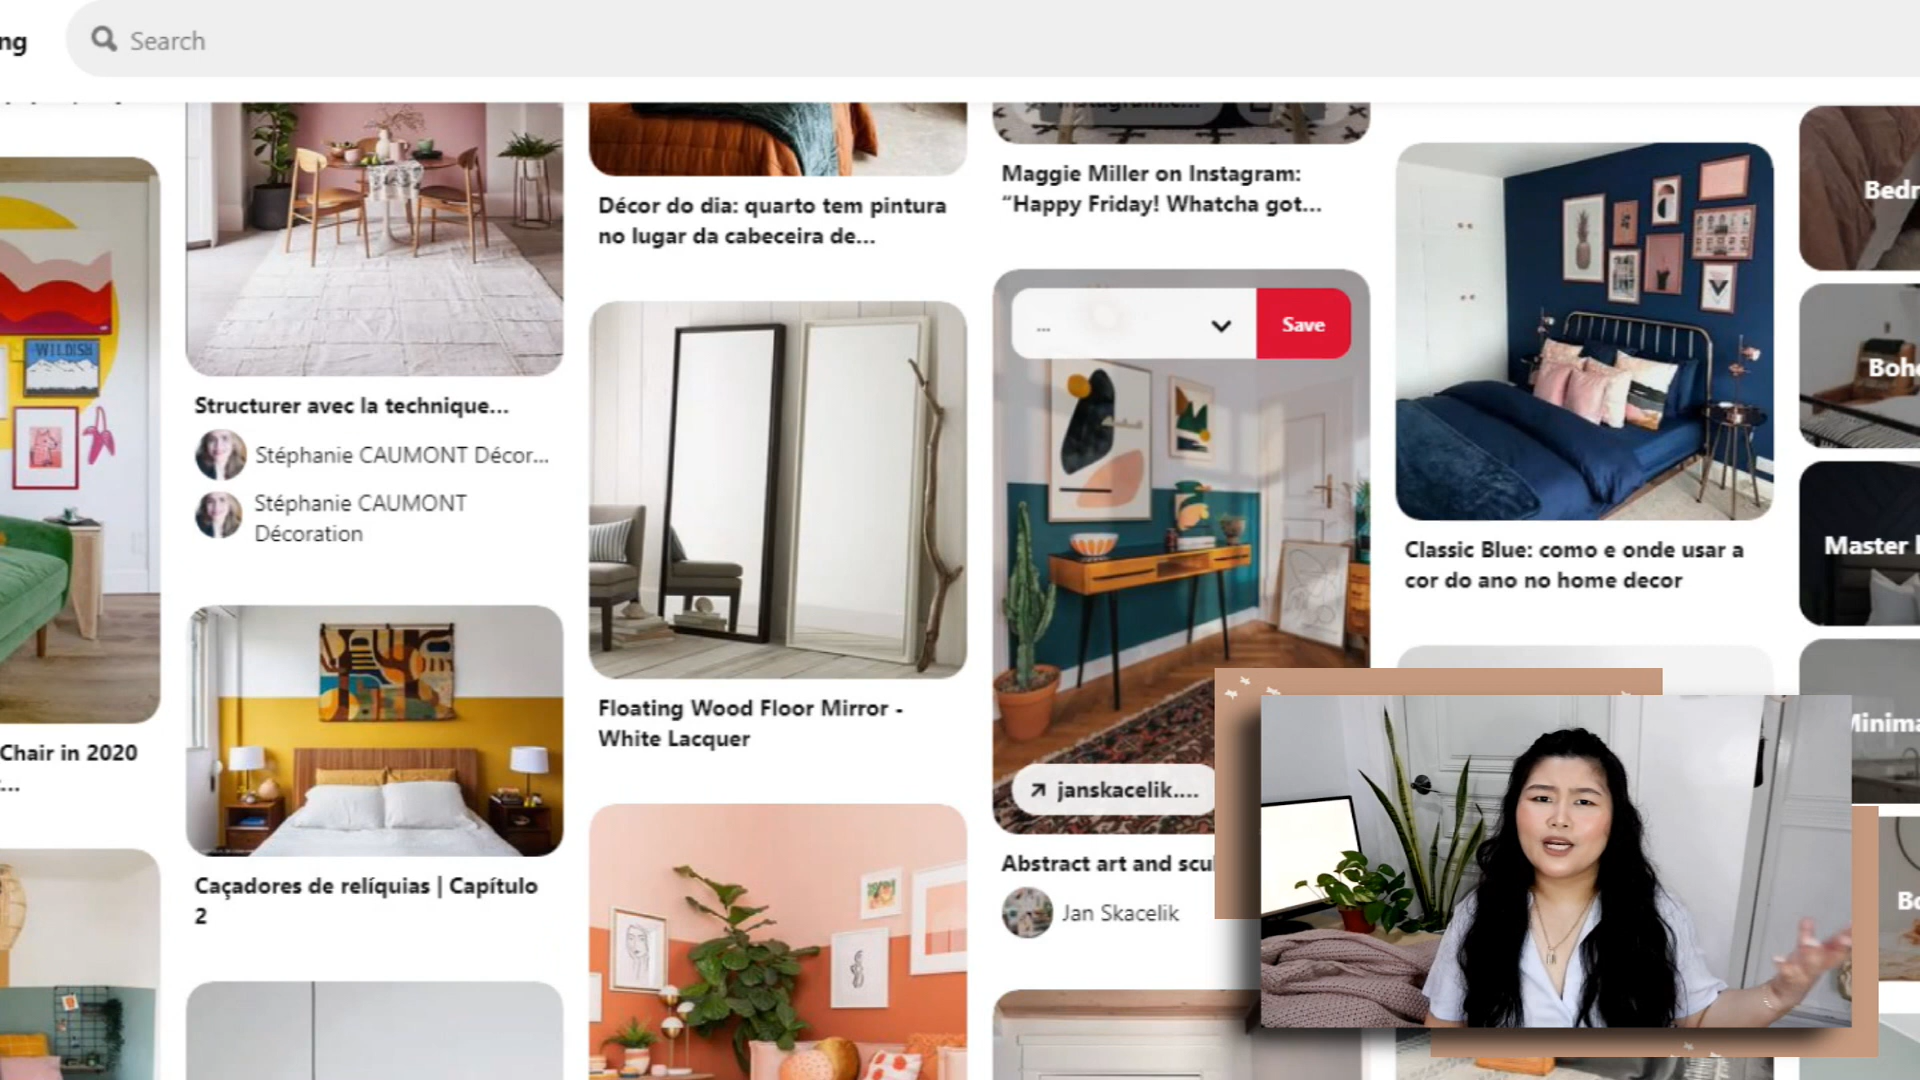 ng
Search
WILDISH
Chair in 2020
...
Structurer avec la technique...
Stéphanie CAUMONT Décor...
Stéphanie CAUMONT
Décoration
Caçadores de relíquias | Capítulo
2
Décor do dia: quarto tem pintura
no lugar da cabeceira de...
Floating Wood Floor Mirror -
White Lacquer
Maggie Miller on Instagram:
“Happy Friday! Whatcha got...
...
Save
janskacelik....
Abstract art and scul
Jan Skacelik
Classic Blue: como e onde usar a
cor do ano no home decor
Bedr
Boho
Master
Minima
Bo